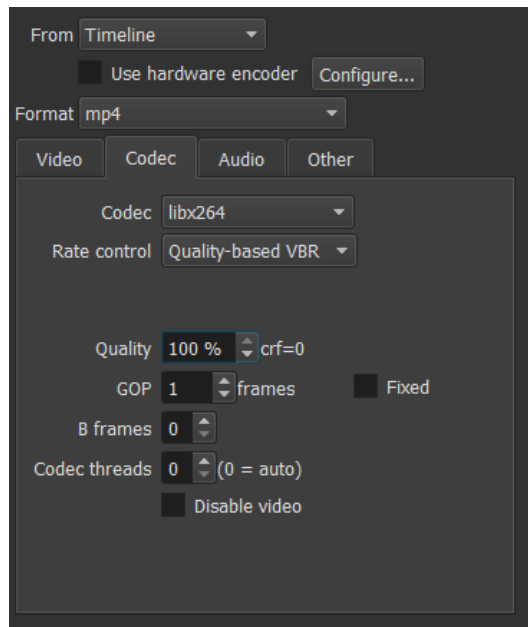 From Timeline
Use hardware encoder Configure...
Format mp4
Video Codec Audio Other
Codec libx264
Rate control Quality-based VBR
Quality 100 % crf=0
GOP 1 frames Fixed
B frames 0
Codec threads 0 (0 = auto)
Disable video